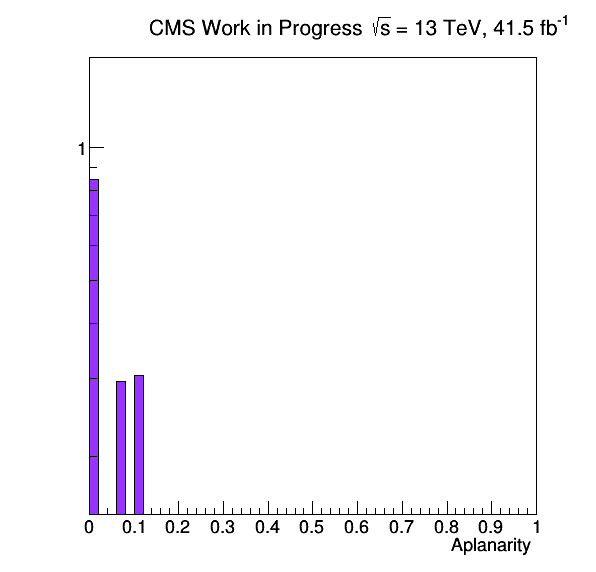 CMS Work in Progress √s = 13 TeV, 41.5 fb⁻¹
1
0 0.1 0.2 0.3 0.4 0.5 0.6 0.7 0.8 0.9 1
Aplanarity